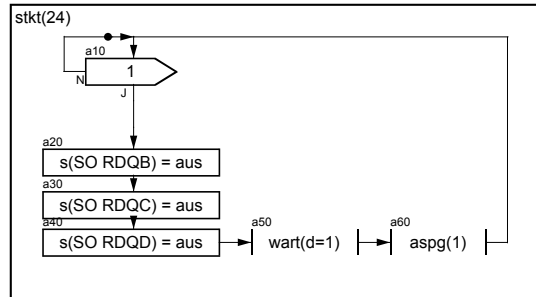 stkt(24)
a10
1
N
J
a20
s(SO RDQB) = aus
a30
s(SO RDQC) = aus
a40
s(SO RDQD) = aus
a50
wart(d=1)
a60
aspg(1)